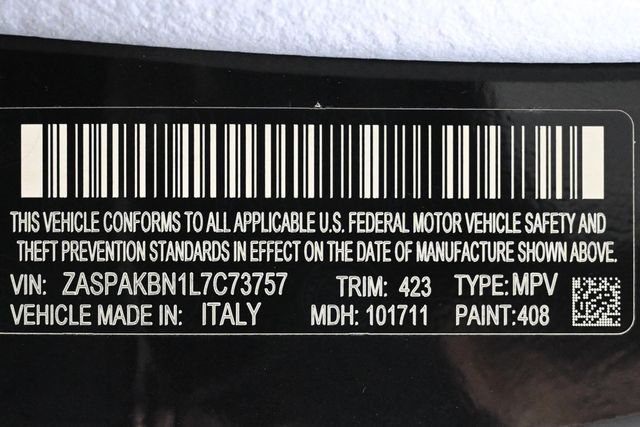 THIS VEHICLE CONFORMS TO ALL APPLICABLE U.S. FEDERAL MOTOR VEHICLE SAFETY AND
THEFT PREVENTION STANDARDS IN EFFECT ON THE DATE OF MANUFACTURE SHOWN ABOVE.
VIN: ZASPAKBN1L7C73757 TRIM: 423 TYPE:MPV
VEHICLE MADE IN: ITALY MDH: 101711 PAINT:408